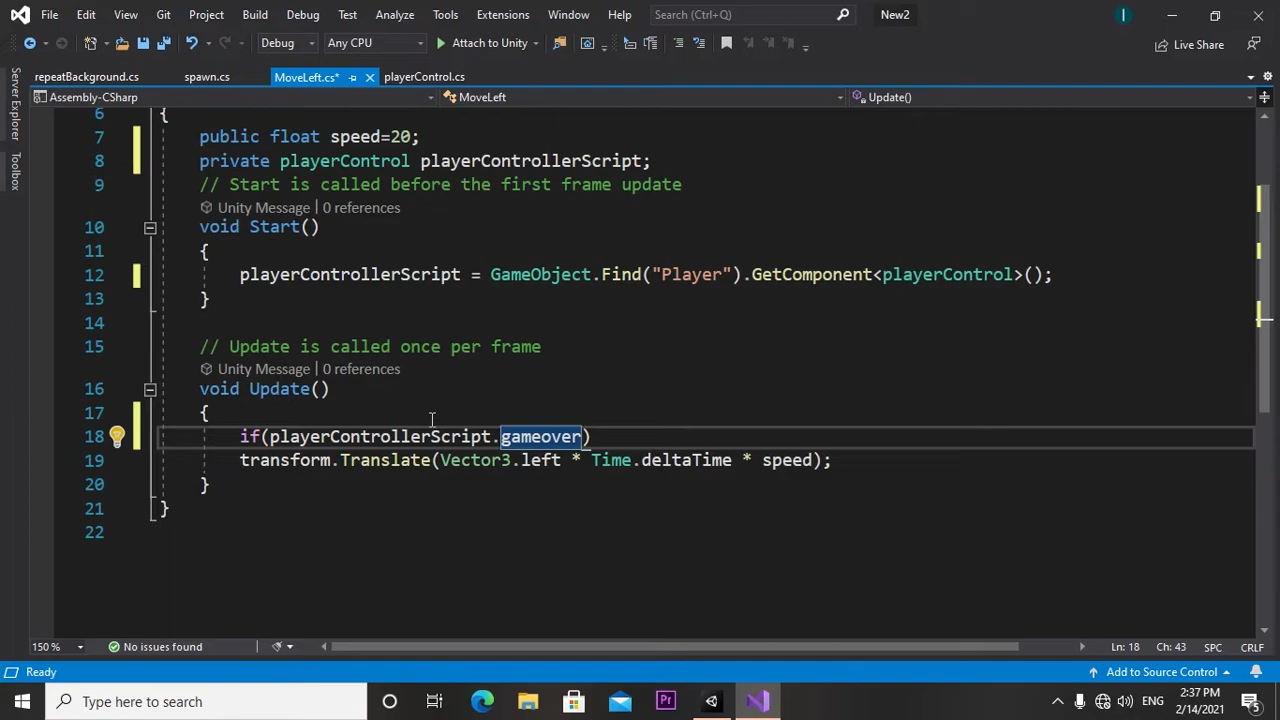 File Edit View Git Project Build Debug Test Analyze Tools Extensions Window Help Search (Ctrl+Q) New2 I
Debug Any CPU Attach to Unity Live Share
repeatBackground.cs spawn.cs MoveLeft.cs* playerControl.cs
Assembly-CSharp MoveLeft Update()
Server Explorer
Toolbox
6 {
7 public float speed=20;
8 private playerControl playerControllerScript;
9 // Start is called before the first frame update
Unity Message | 0 references
10 void Start()
11 {
12 playerControllerScript = GameObject.Find("Player").GetComponent<playerControl>();
13 }
14
15 // Update is called once per frame
Unity Message | 0 references
16 void Update()
17 {
18 if(playerControllerScript.gameover)
19 transform.Translate(Vector3.left * Time.deltaTime * speed);
20 }
21 }
22
150 % No issues found Ln: 18 Ch: 43 SPC CRLF
Ready Add to Source Control
Type here to search Pr ENG 2:37 PM
2/14/2021 5